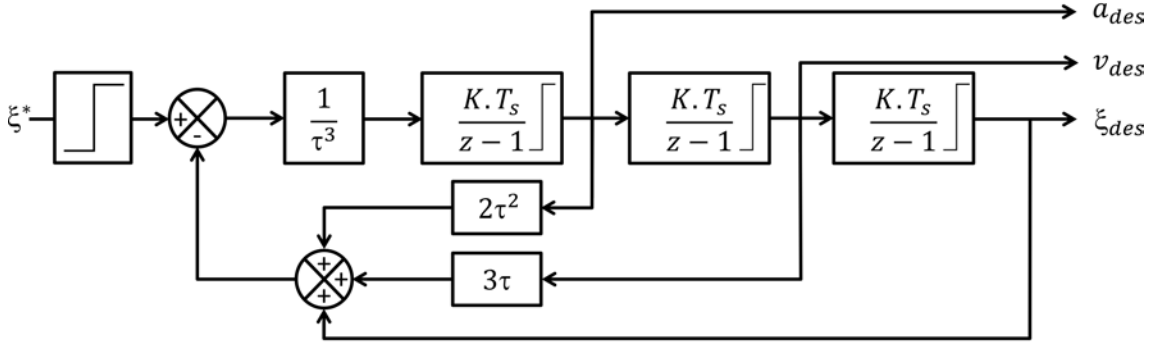 a_des
v_des
ξ* + - 1/τ³ K.T_s/(z − 1) K.T_s/(z − 1) K.T_s/(z − 1) ξ_des
2τ²
+ + + 3τ